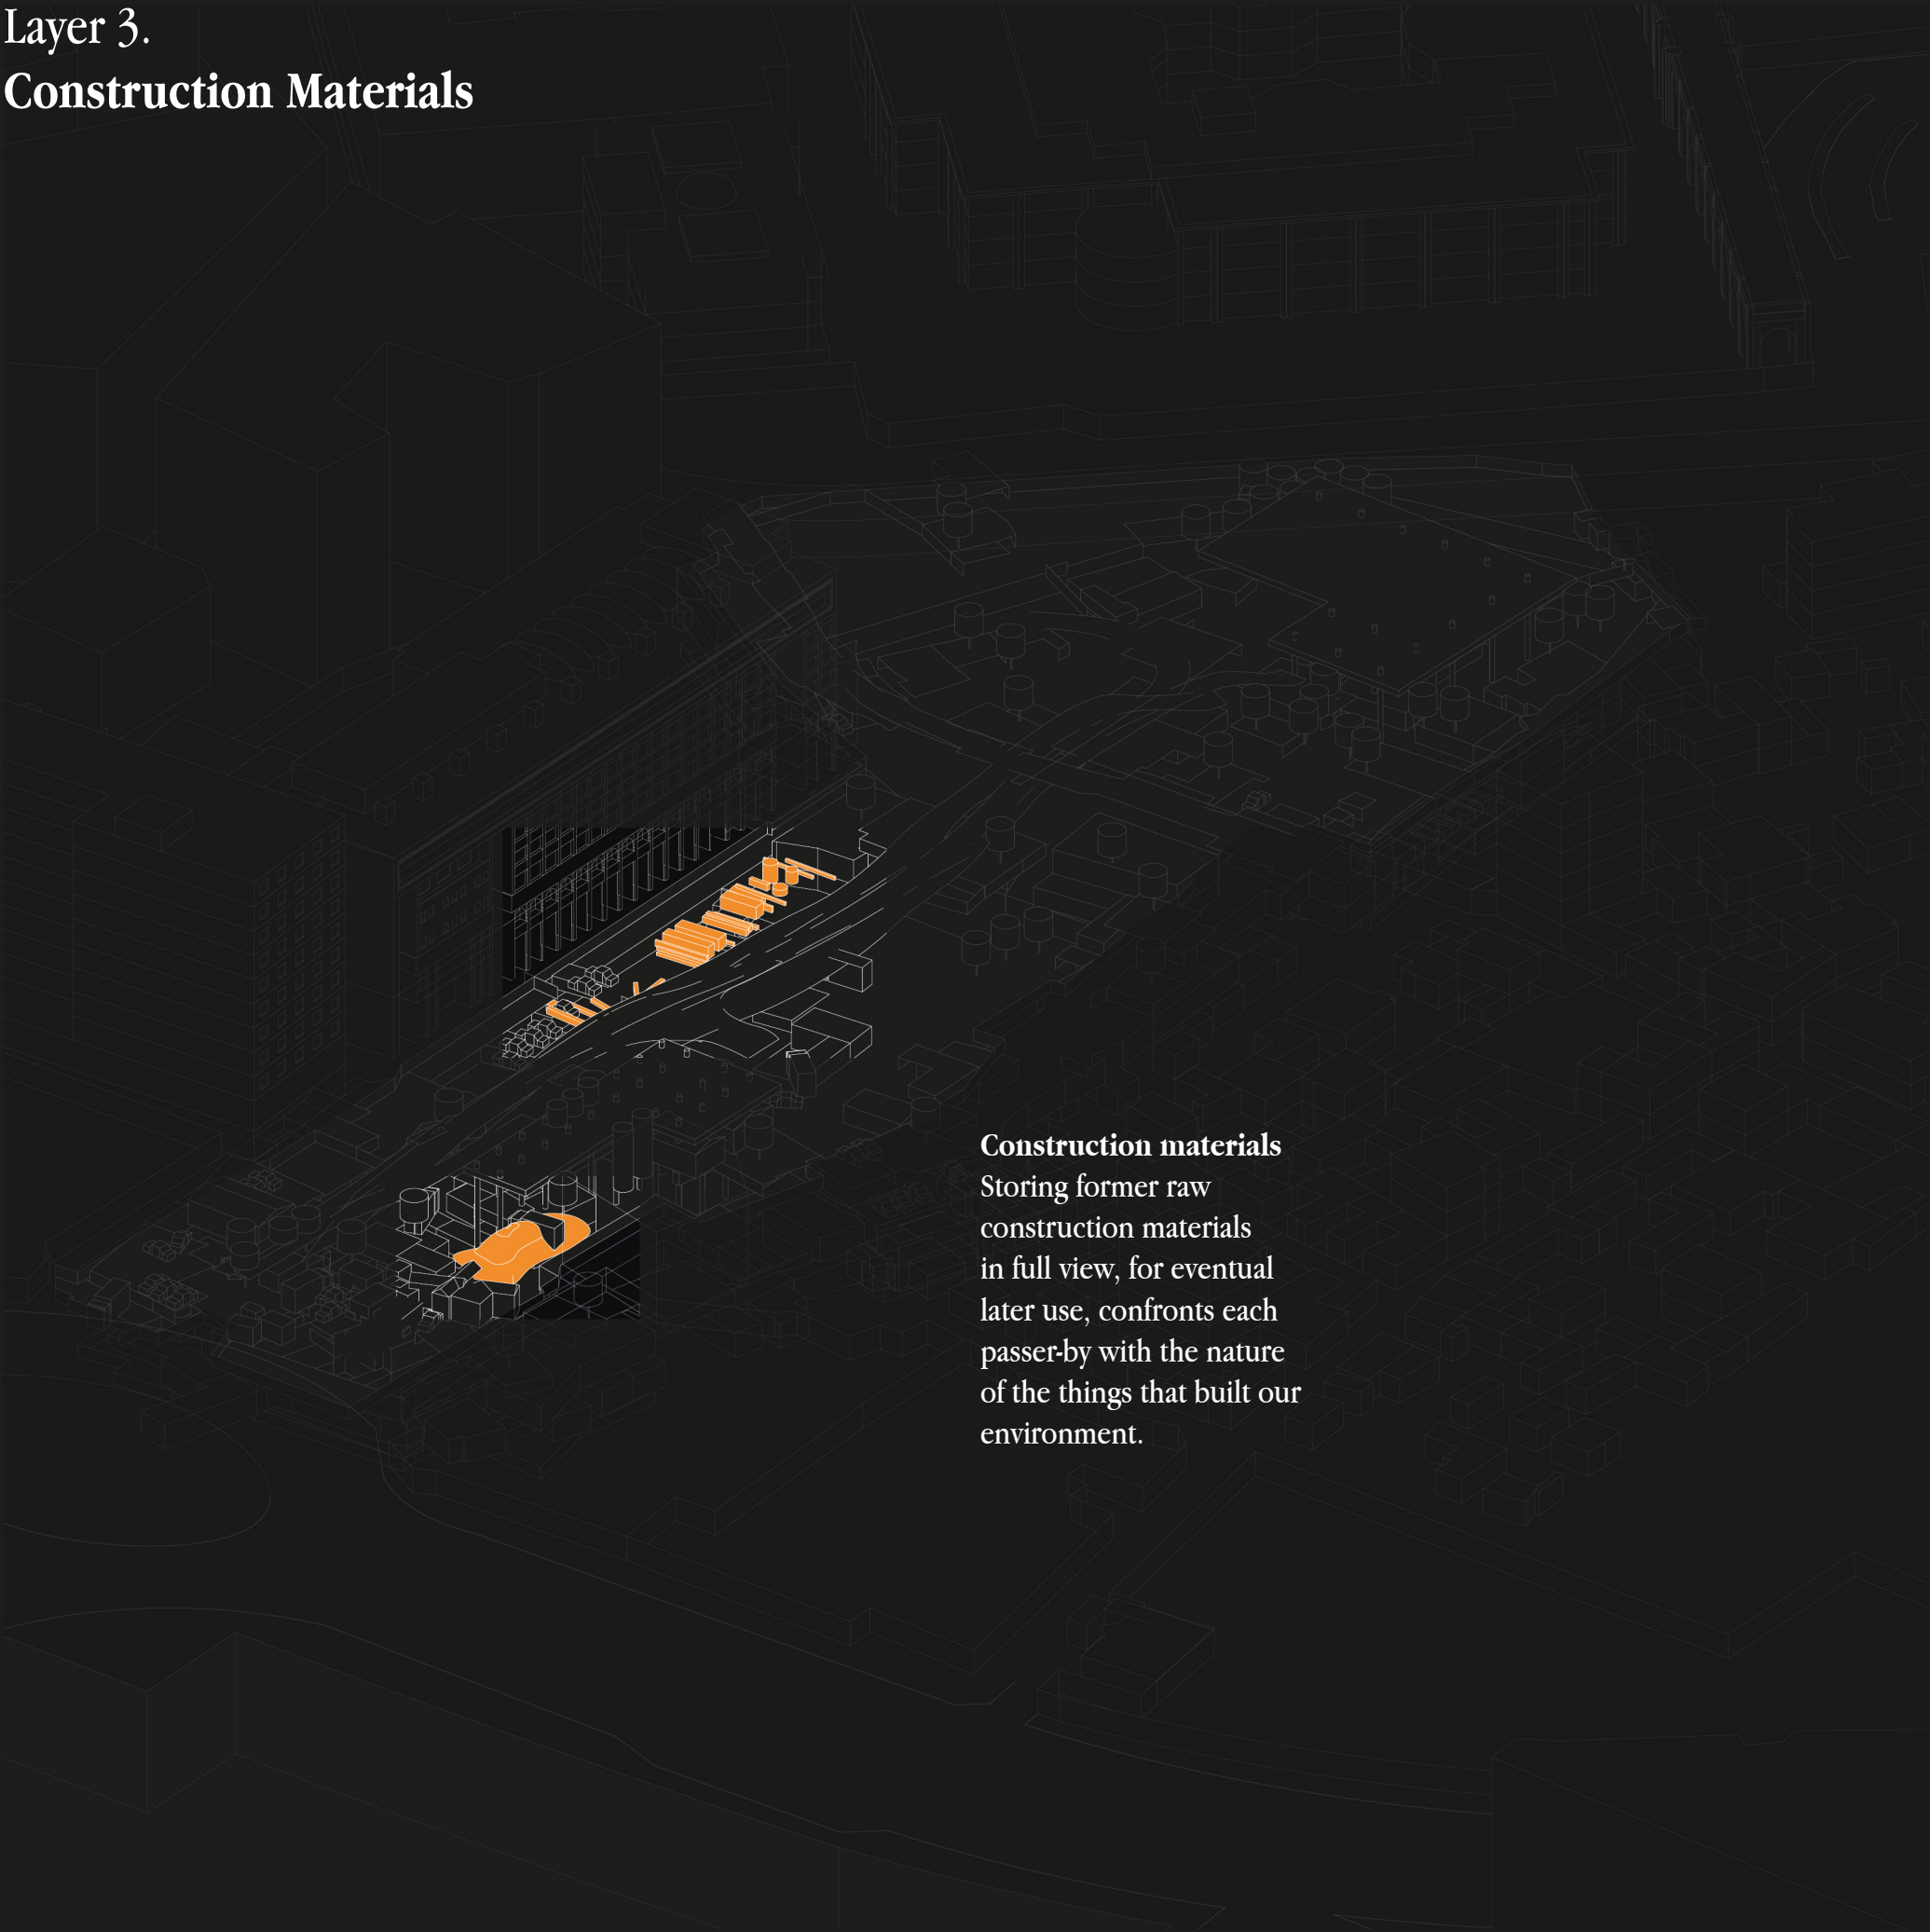 Layer 3.
Construction Materials
Construction materials
Storing former raw
construction materials
in full view, for eventual
later use, confronts each
passer-by with the nature
of the things that built our
environment.